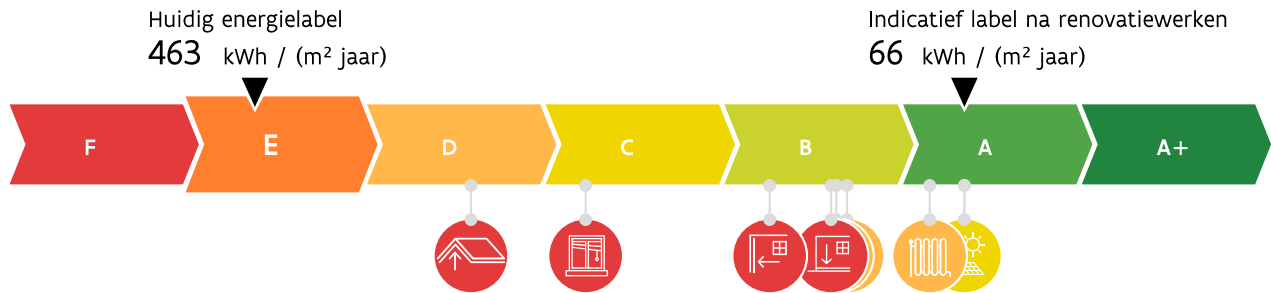 Huidig energielabel
463 kWh / (m² jaar)
Indicatief label na renovatiewerken
66 kWh / (m² jaar)
F E D C B A A+